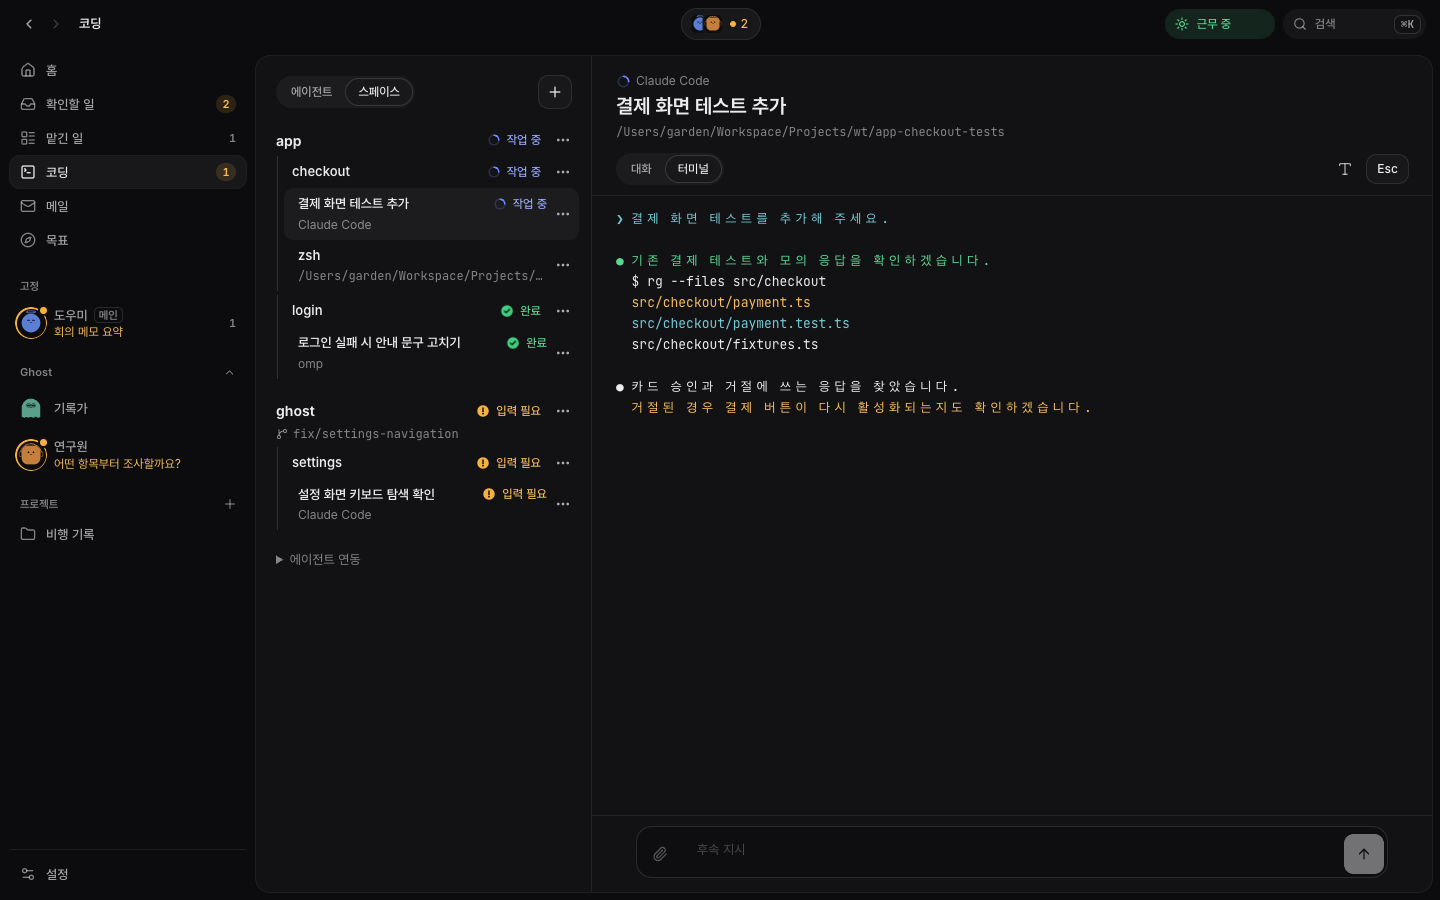 코딩
2
근무 중
검색
⌘K
홈
확인할 일
2
맡긴 일
1
코딩
1
메일
목표
고정
도우미
메인
회의 메모 요약
1
Ghost
기록가
연구원
어떤 항목부터 조사할까요?
프로젝트
비행 기록
설정
에이전트
스페이스
app
작업 중
checkout
작업 중
결제 화면 테스트 추가
작업 중
Claude Code
zsh
/Users/garden/Workspace/Projects/…
login
완료
로그인 실패 시 안내 문구 고치기
완료
omp
ghost
입력 필요
fix/settings-navigation
settings
입력 필요
설정 화면 키보드 탐색 확인
입력 필요
Claude Code
에이전트 연동
Claude Code
결제 화면 테스트 추가
/Users/garden/Workspace/Projects/wt/app-checkout-tests
대화
터미널
Esc
❯ 결제 화면 테스트를 추가해 주세요.
● 기존 결제 테스트와 모의 응답을 확인하겠습니다.
$ rg --files src/checkout
src/checkout/payment.ts
src/checkout/payment.test.ts
src/checkout/fixtures.ts
● 카드 승인과 거절에 쓰는 응답을 찾았습니다.
거절된 경우 결제 버튼이 다시 활성화되는지도 확인하겠습니다.
후속 지시